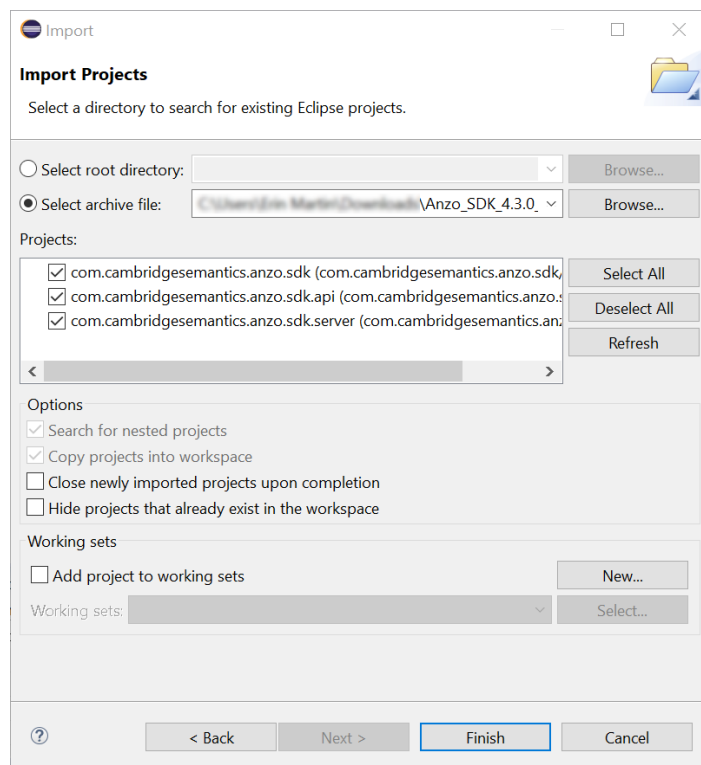 Import
Import Projects
Select a directory to search for existing Eclipse projects.
Select root directory: Browse...
Select archive file: \Anzo_SDK_4.3.0_ Browse...
Projects:
com.cambridgesemantics.anzo.sdk (com.cambridgesemantics.anzo.sdk/ Select All
com.cambridgesemantics.anzo.sdk.api (com.cambridgesemantics.anzo.s Deselect All
com.cambridgesemantics.anzo.sdk.server (com.cambridgesemantics.anz Refresh
Options
Search for nested projects
Copy projects into workspace
Close newly imported projects upon completion
Hide projects that already exist in the workspace
Working sets
Add project to working sets New...
Working sets: Select...
? < Back Next > Finish Cancel